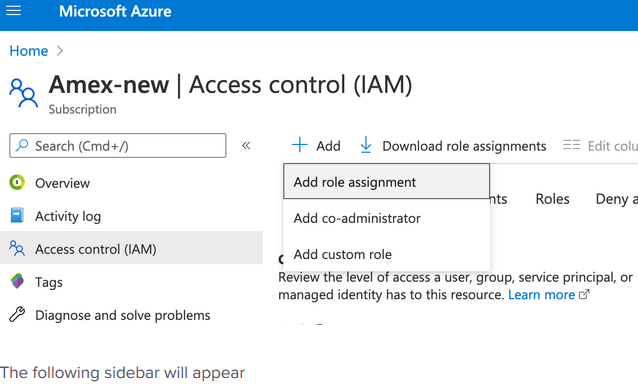 Microsoft Azure
Home >
Amex-new | Access control (IAM)
Subscription
Search (Cmd+/)
«
+ Add
Download role assignments
Edit colu
Overview
Activity log
Access control (IAM)
Tags
Diagnose and solve problems
Add role assignment
Add co-administrator
Add custom role
nts
Roles
Deny a
Review the level of access a user, group, service principal, or
managed identity has to this resource. Learn more
The following sidebar will appear